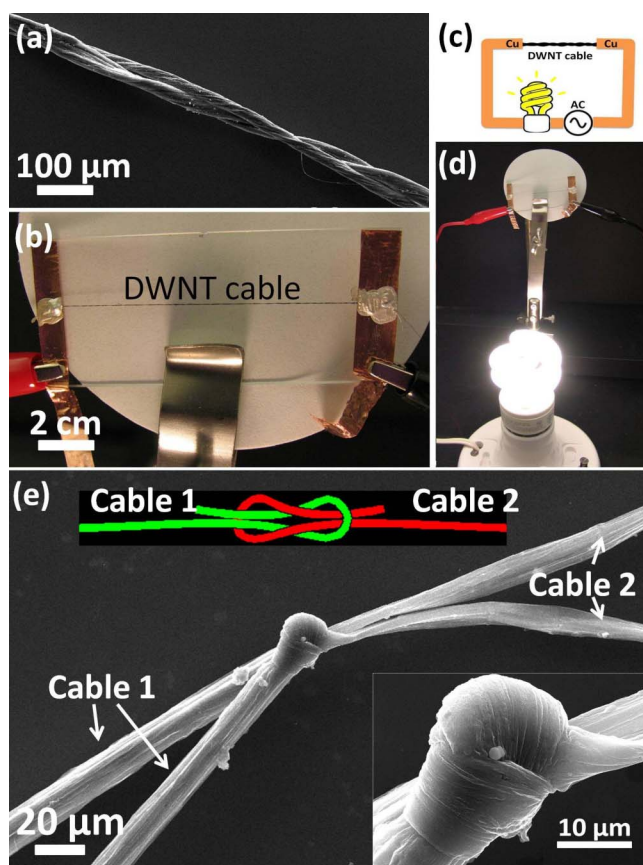 (a)
100 μm
(b)
DWNT cable
2 cm
(c)
Cu Cu
DWNT cable
AC
(d)
(e)
Cable 1 Cable 2
Cable 2
Cable 1
20 μm
10 μm